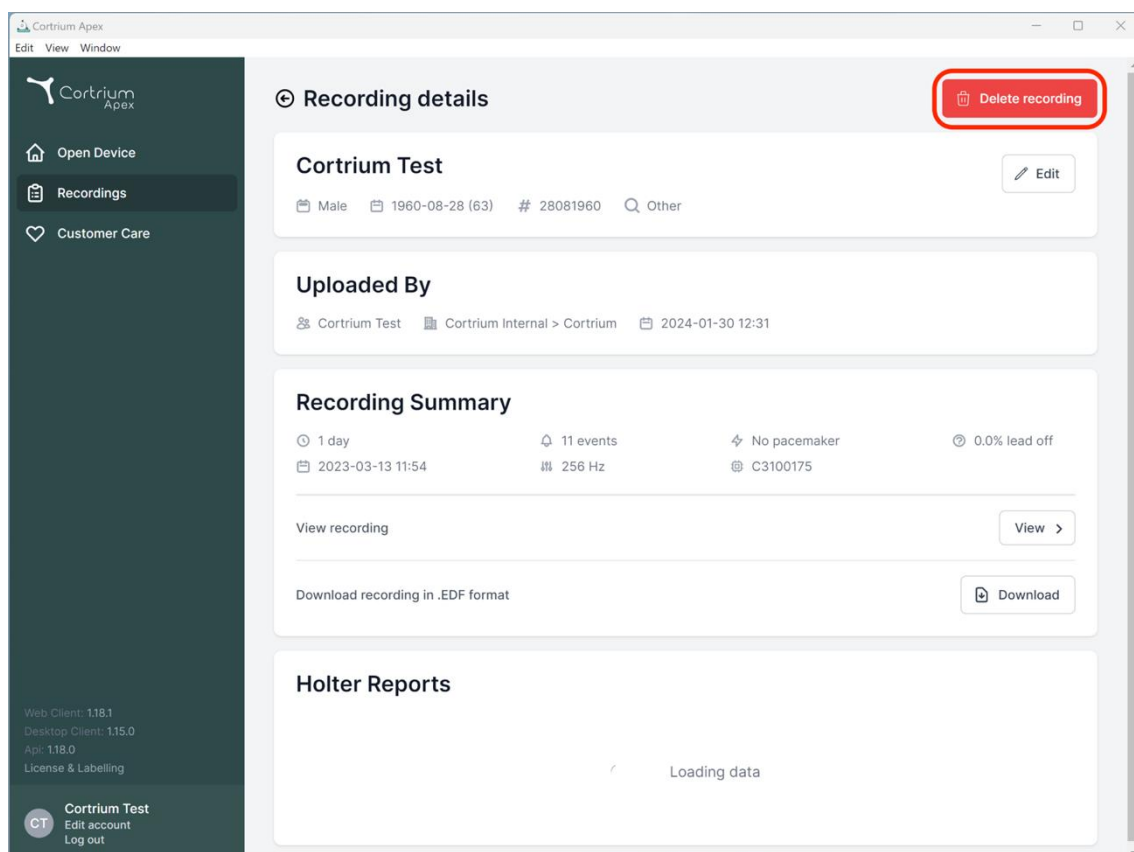 Cortrium Apex
Edit View Window
Cortrium
Apex
Open Device
Recordings
Customer Care
Web Client: 1.18.1
Desktop Client: 1.15.0
Api: 1.18.0
License & Labelling
CT
Cortrium Test
Edit account
Log out
Recording details
Delete recording
Cortrium Test
Edit
Male 1960-08-28 (63) # 28081960 Other
Uploaded By
Cortrium Test Cortrium Internal > Cortrium 2024-01-30 12:31
Recording Summary
1 day 11 events No pacemaker 0.0% lead off
2023-03-13 11:54 256 Hz C3100175
View recording View >
Download recording in .EDF format Download
Holter Reports
Loading data